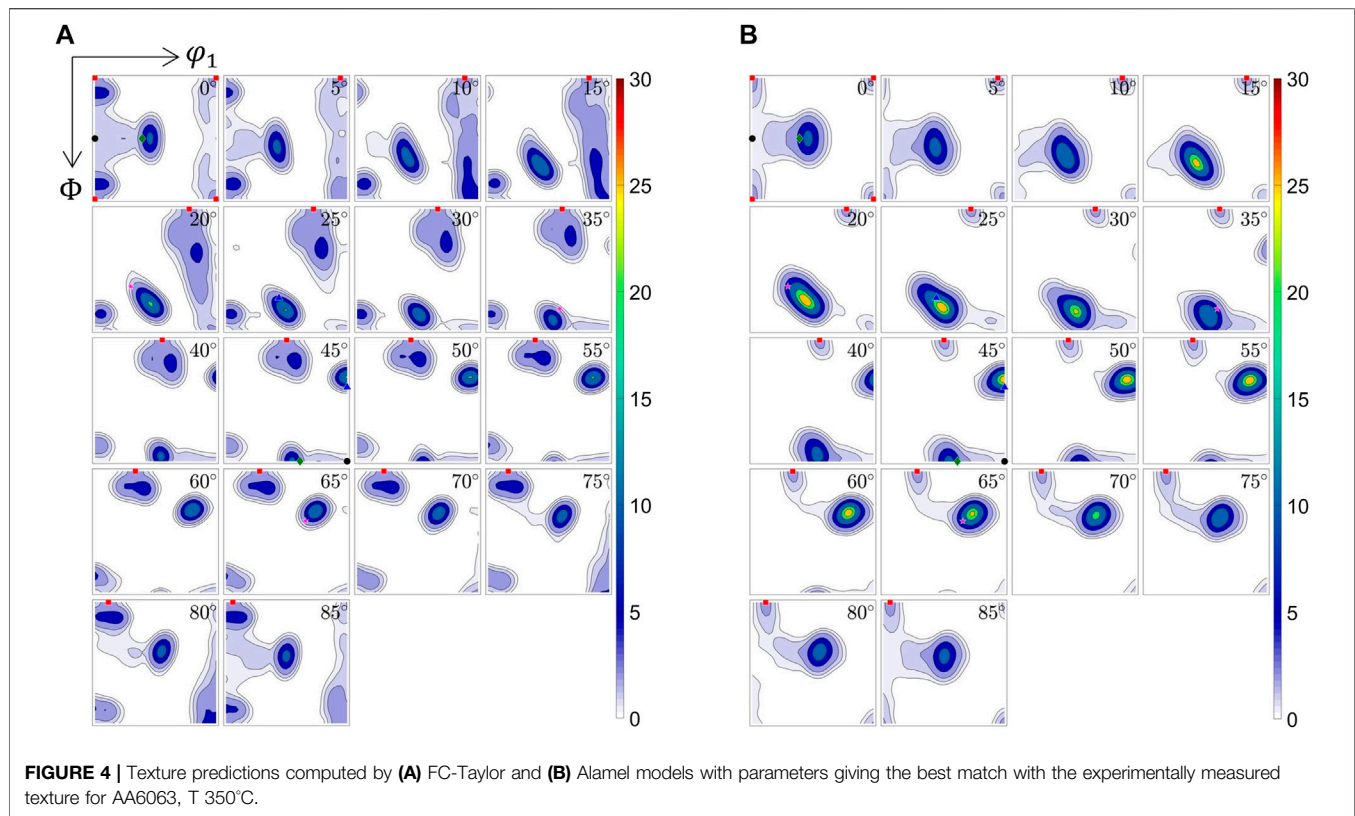 A
B
φ₁
Φ
0° 5° 10° 15°
20° 25° 30° 35°
40° 45° 50° 55°
60° 65° 70° 75°
80° 85°
30
25
20
15
10
5
0
0° 5° 10° 15°
20° 25° 30° 35°
40° 45° 50° 55°
60° 65° 70° 75°
80° 85°
30
25
20
15
10
5
0
FIGURE 4 | Texture predictions computed by (A) FC-Taylor and (B) Alamel models with parameters giving the best match with the experimentally measured
texture for AA6063, T 350°C.